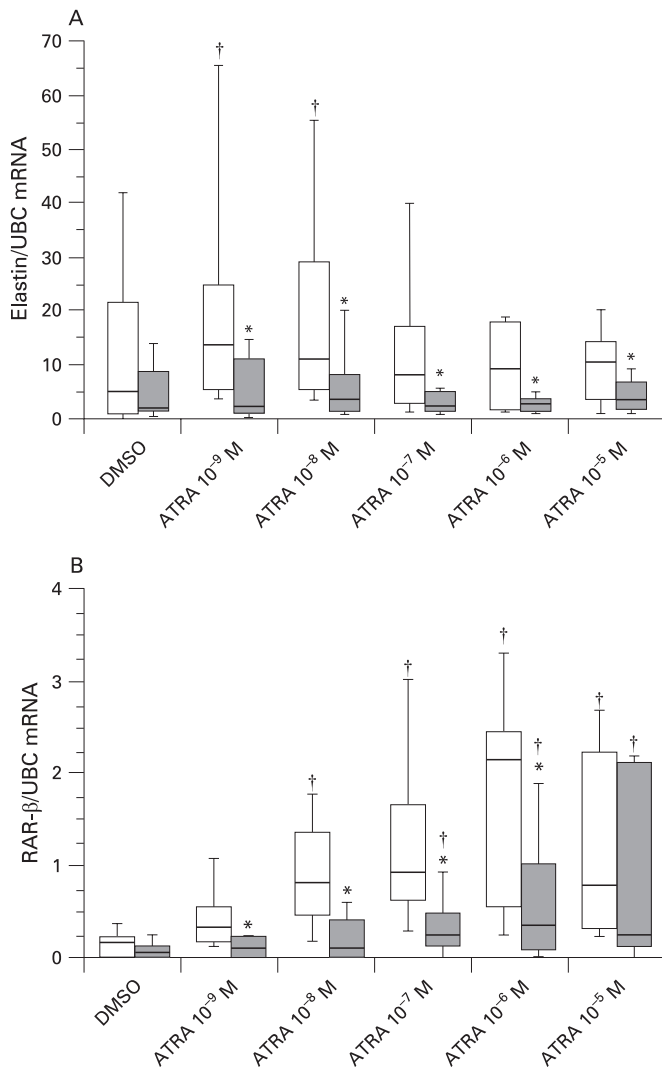 A
70
60
50
40
30
20
10
0
Elastin/UBC mRNA
† † * * * * *
DMSO
ATRA 10⁻⁹ M
ATRA 10⁻⁸ M
ATRA 10⁻⁷ M
ATRA 10⁻⁶ M
ATRA 10⁻⁵ M
B
4
3
2
1
0
RAR-β/UBC mRNA
* † * † † * † † * † †
DMSO
ATRA 10⁻⁹ M
ATRA 10⁻⁸ M
ATRA 10⁻⁷ M
ATRA 10⁻⁶ M
ATRA 10⁻⁵ M